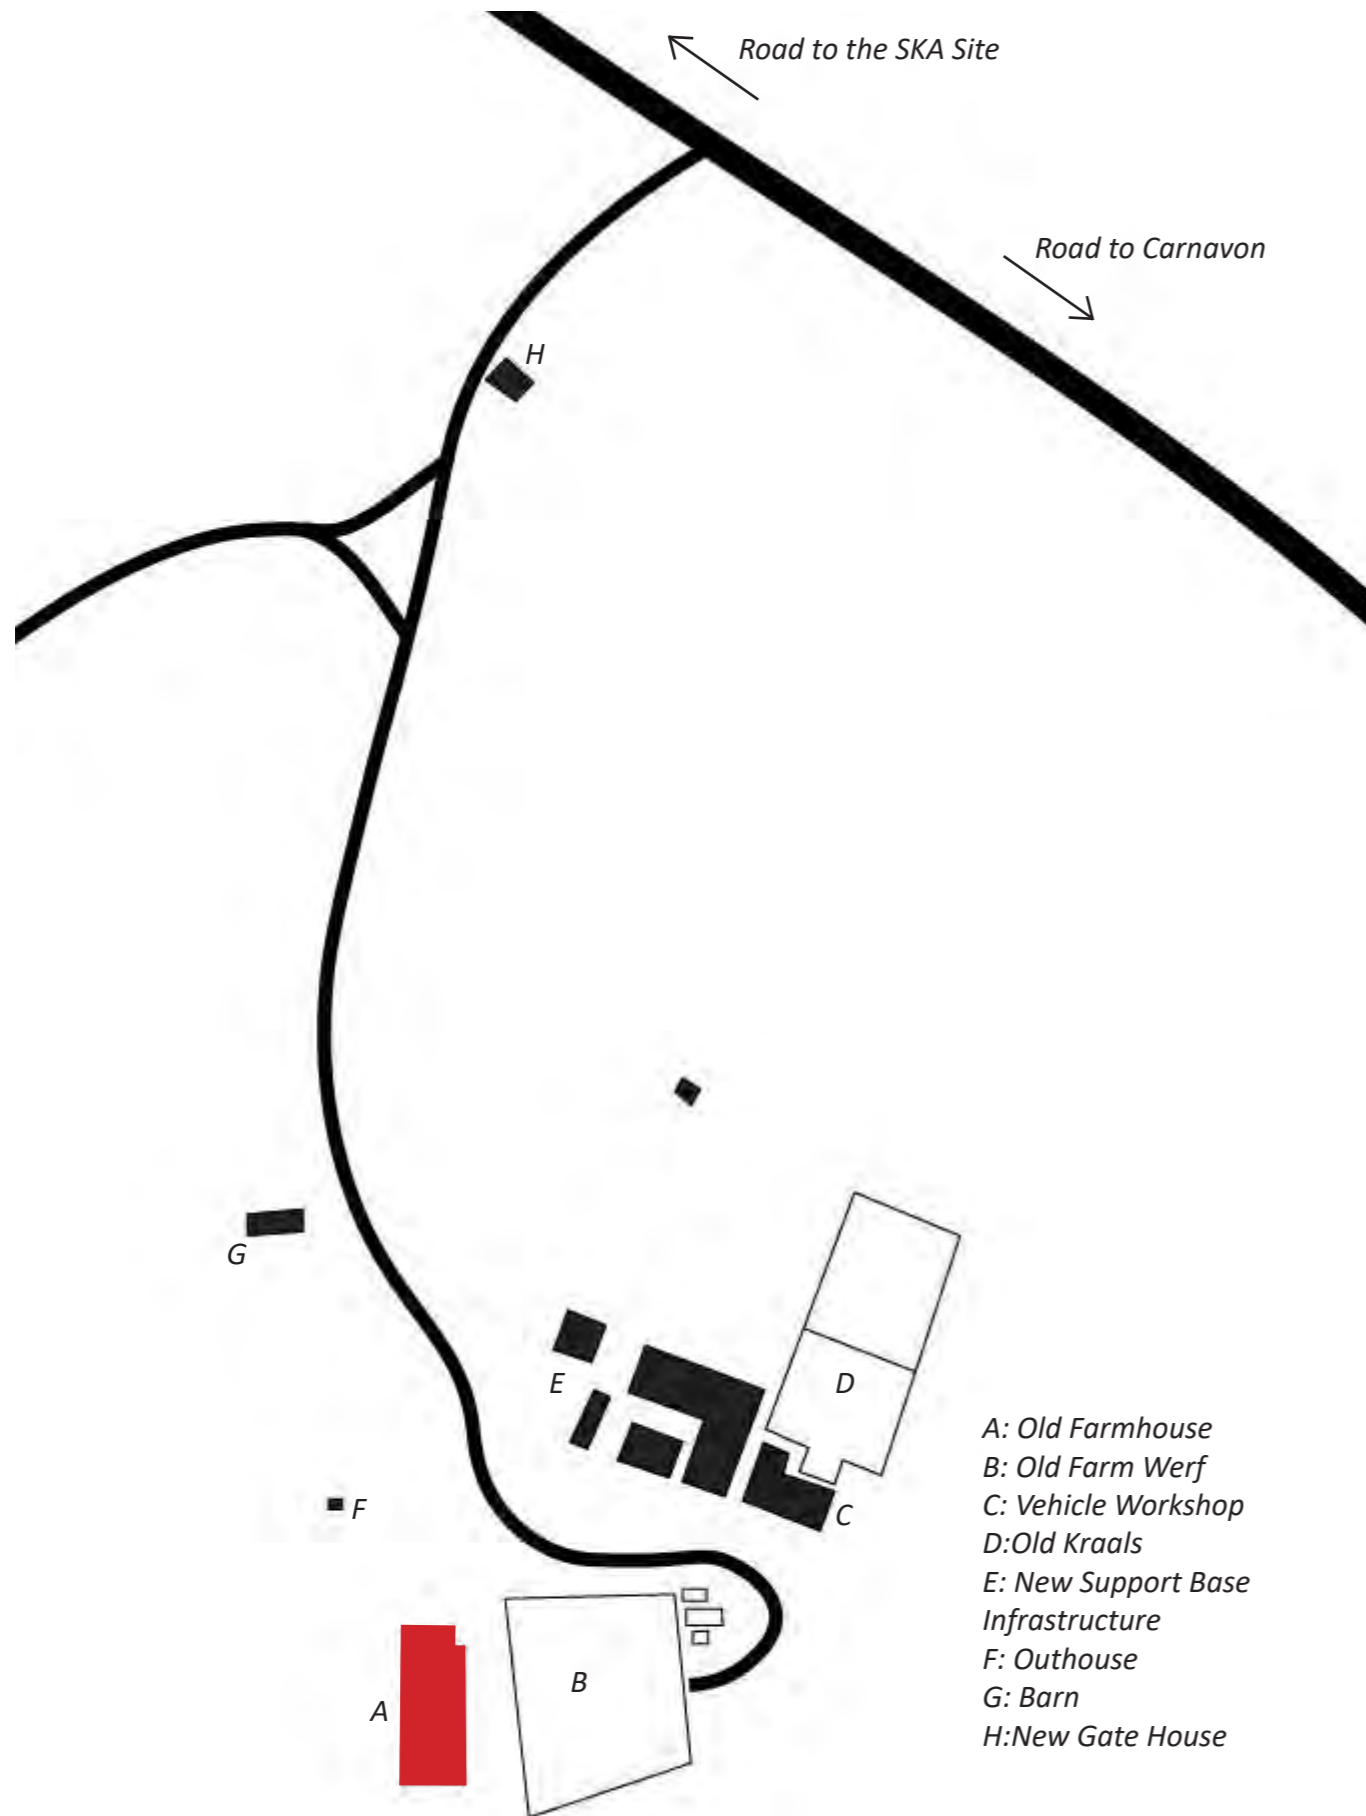 Road to the SKA Site
Road to Carnavon
H
G
E
D
C
F
B
A
A: Old Farmhouse
B: Old Farm Werf
C: Vehicle Workshop
D:Old Kraals
E: New Support Base
Infrastructure
F: Outhouse
G: Barn
H:New Gate House